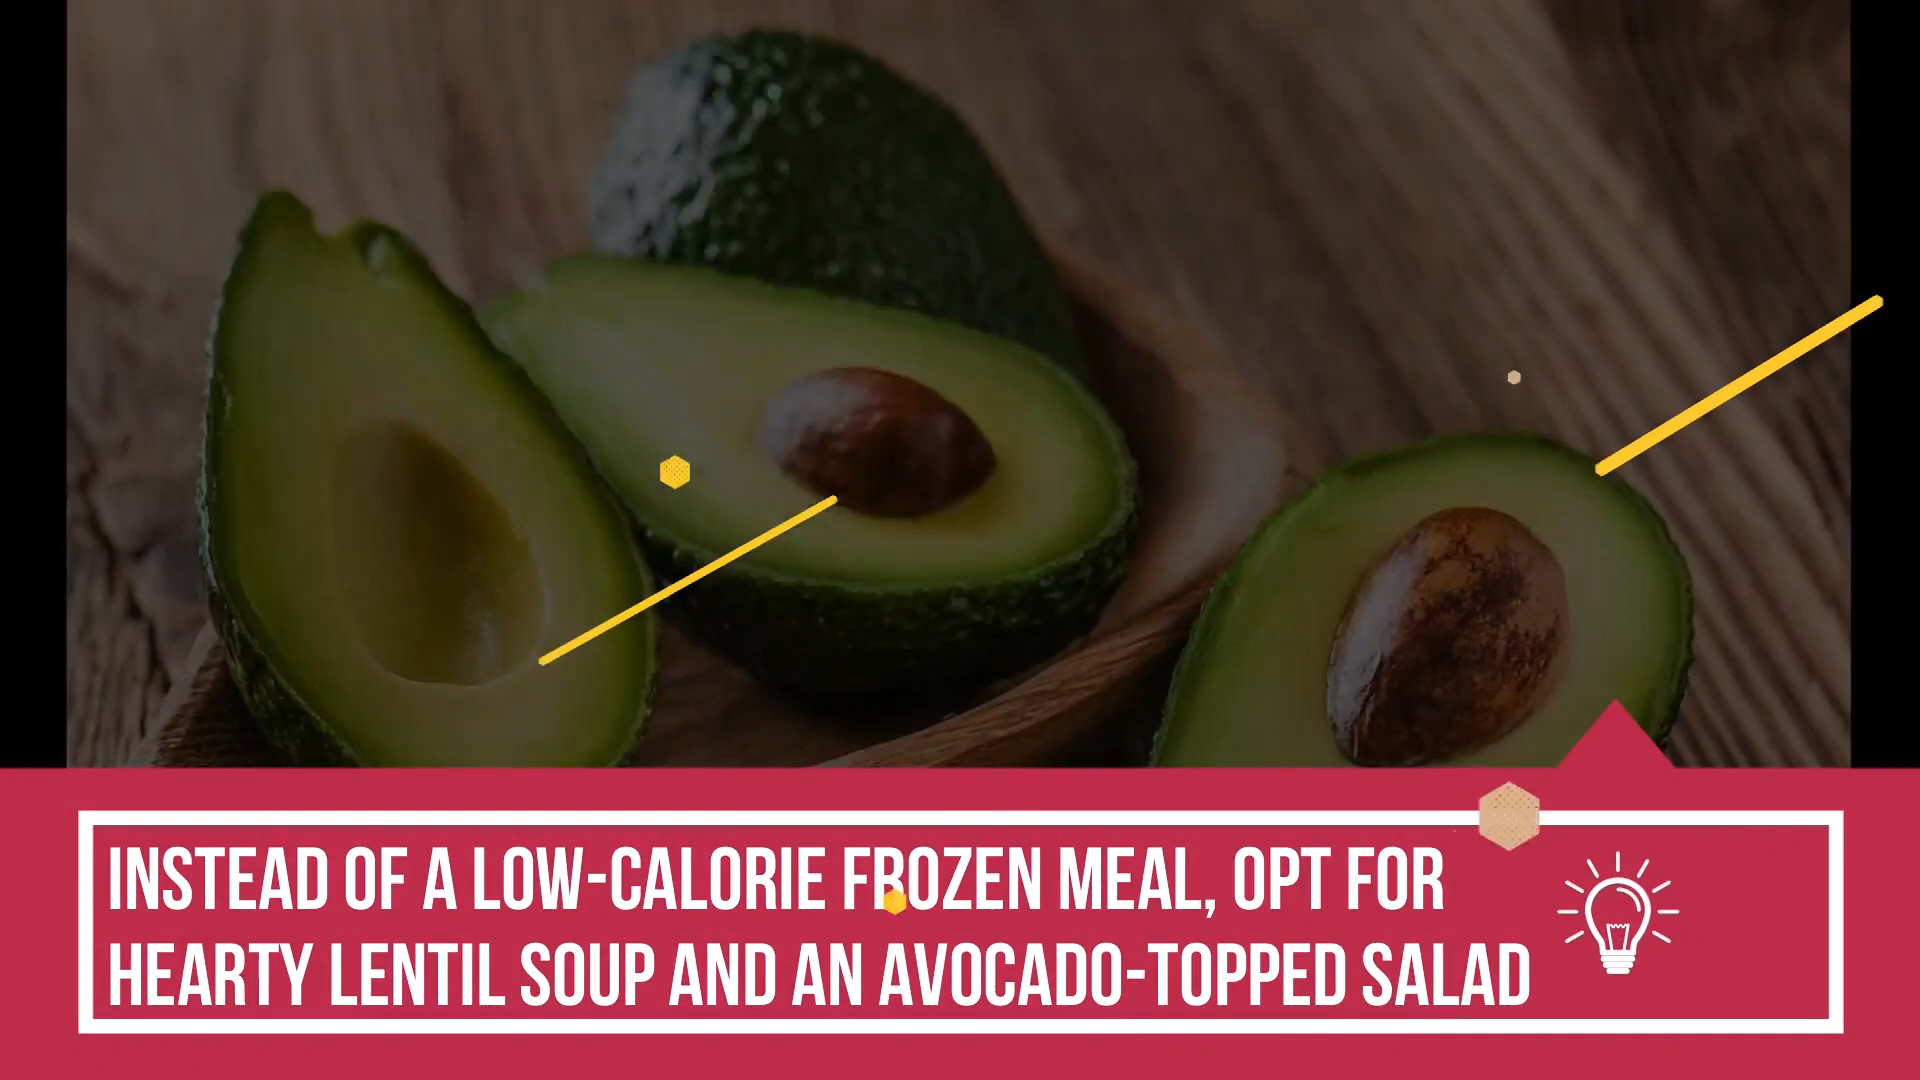 INSTEAD OF A LOW-CALORIE FROZEN MEAL, OPT FOR
HEARTY LENTIL SOUP AND AN AVOCADO-TOPPED SALAD